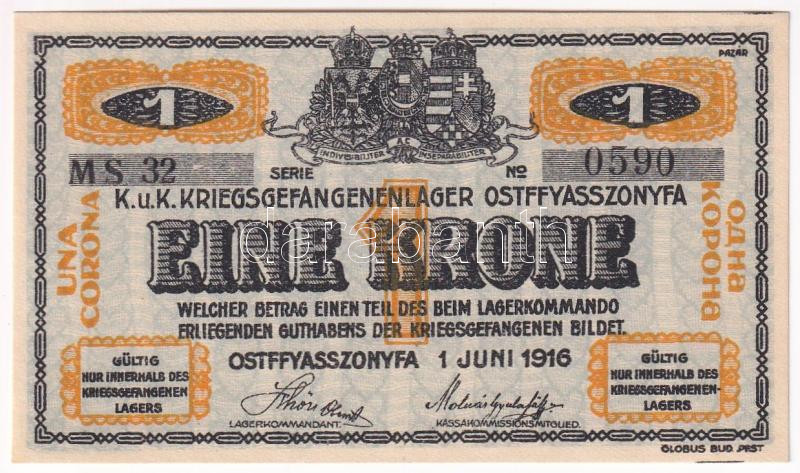 PAZÁR
1 1
INDIVISIBILITER AC INSEPARABILITER
MS 32 SERIE No 0590
K.u.K. KRIEGSGEFANGENENLAGER OSTFFYASSZONYFA
UNA CORONA
EINE KRONE
1
ОДНА КОРОНА
darabanth
WELCHER BETRAG EINEN TEIL DES BEIM LAGERKOMMANDO
ERLIEGENDEN GUTHABENS DER KRIEGSGEFANGENEN BILDET.
OSTFFYASSZONYFA 1 JUNI 1916
GÜLTIG
NUR INNERHALB DES
KRIEGSGEFANGENEN
LAGERS
LAGERKOMMANDANT.
KASSAKOMMISSIONSMITGLIED.
GÜLTIG
NUR INNERHALB DES
KRIEGSGEFANGENEN-
LAGERS
GLOBUS BUD.PEST